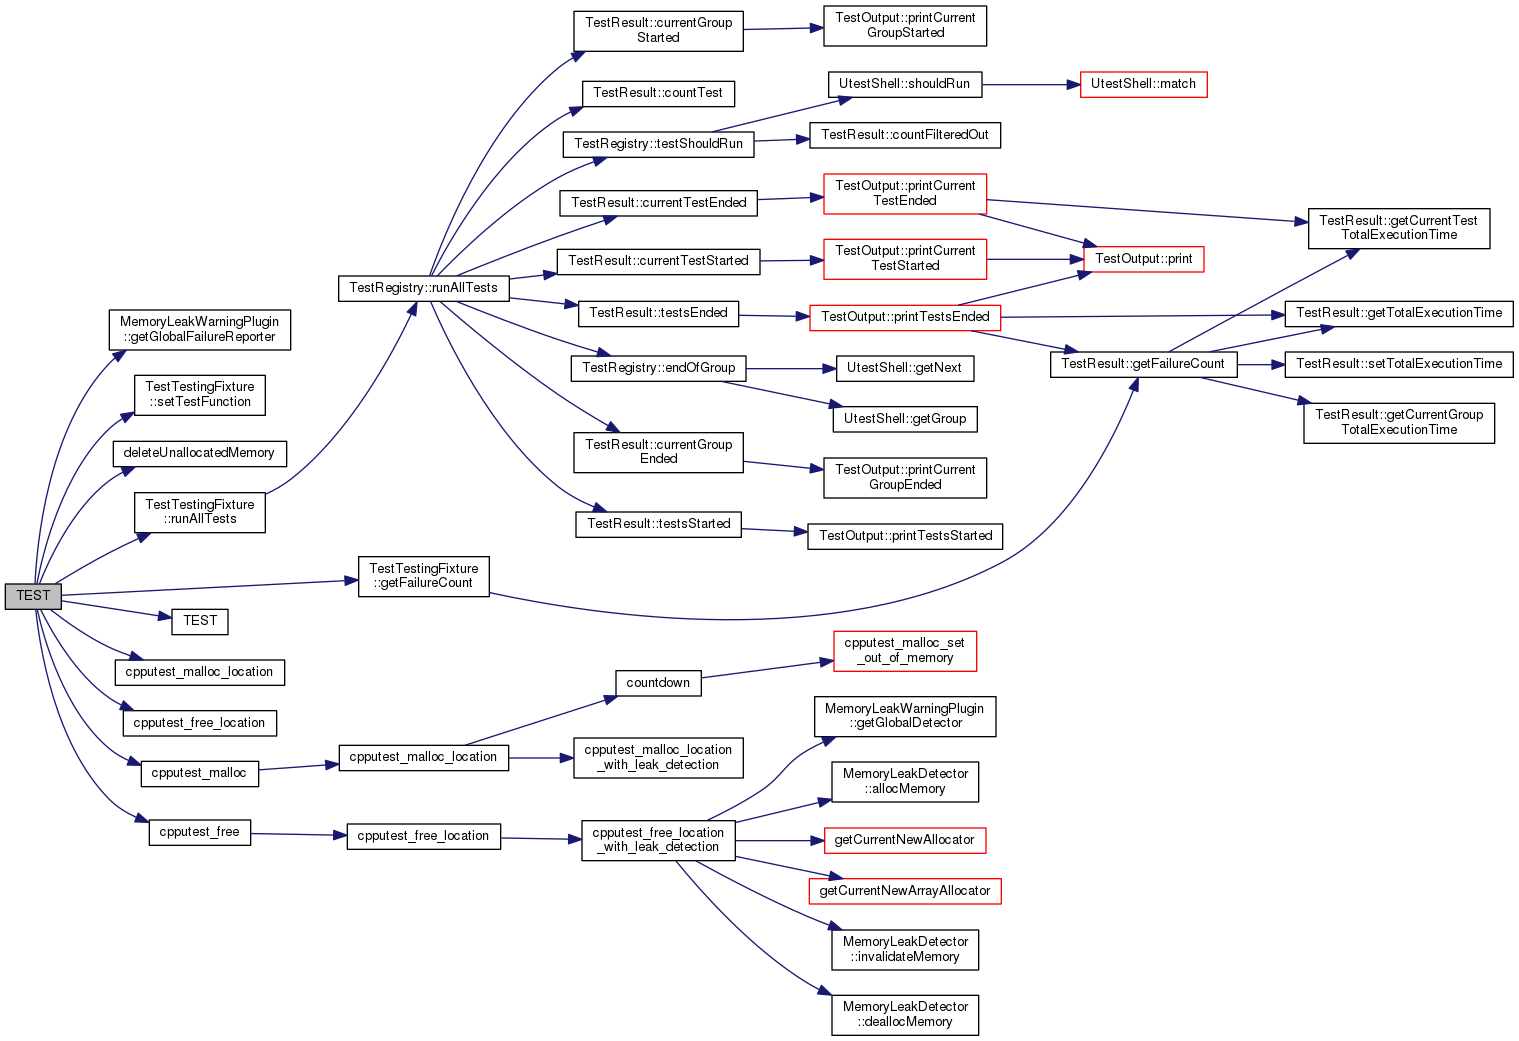 TEST
MemoryLeakWarningPlugin
::getGlobalFailureReporter
TestTestingFixture
::setTestFunction
deleteUnallocatedMemory
TestTestingFixture
::runAllTests
TestRegistry::runAllTests
TestResult::currentGroup
Started
TestOutput::printCurrent
GroupStarted
TestResult::countTest
TestRegistry::testShouldRun
UtestShell::shouldRun
UtestShell::match
TestResult::countFilteredOut
TestResult::currentTestEnded
TestOutput::printCurrent
TestEnded
TestResult::getCurrentTest
TotalExecutionTime
TestOutput::print
TestResult::currentTestStarted
TestOutput::printCurrent
TestStarted
TestResult::testsEnded
TestOutput::printTestsEnded
TestResult::getTotalExecutionTime
TestResult::getFailureCount
TestResult::setTotalExecutionTime
TestResult::getCurrentGroup
TotalExecutionTime
TestRegistry::endOfGroup
UtestShell::getNext
UtestShell::getGroup
TestResult::currentGroup
Ended
TestOutput::printCurrent
GroupEnded
TestResult::testsStarted
TestOutput::printTestsStarted
TestTestingFixture
::getFailureCount
TEST
cpputest_malloc_location
cpputest_free_location
cpputest_malloc
cpputest_malloc_location
countdown
cpputest_malloc_set
_out_of_memory
cpputest_malloc_location
_with_leak_detection
cpputest_free
cpputest_free_location
cpputest_free_location
_with_leak_detection
MemoryLeakWarningPlugin
::getGlobalDetector
MemoryLeakDetector
::allocMemory
getCurrentNewAllocator
getCurrentNewArrayAllocator
MemoryLeakDetector
::invalidateMemory
MemoryLeakDetector
::deallocMemory